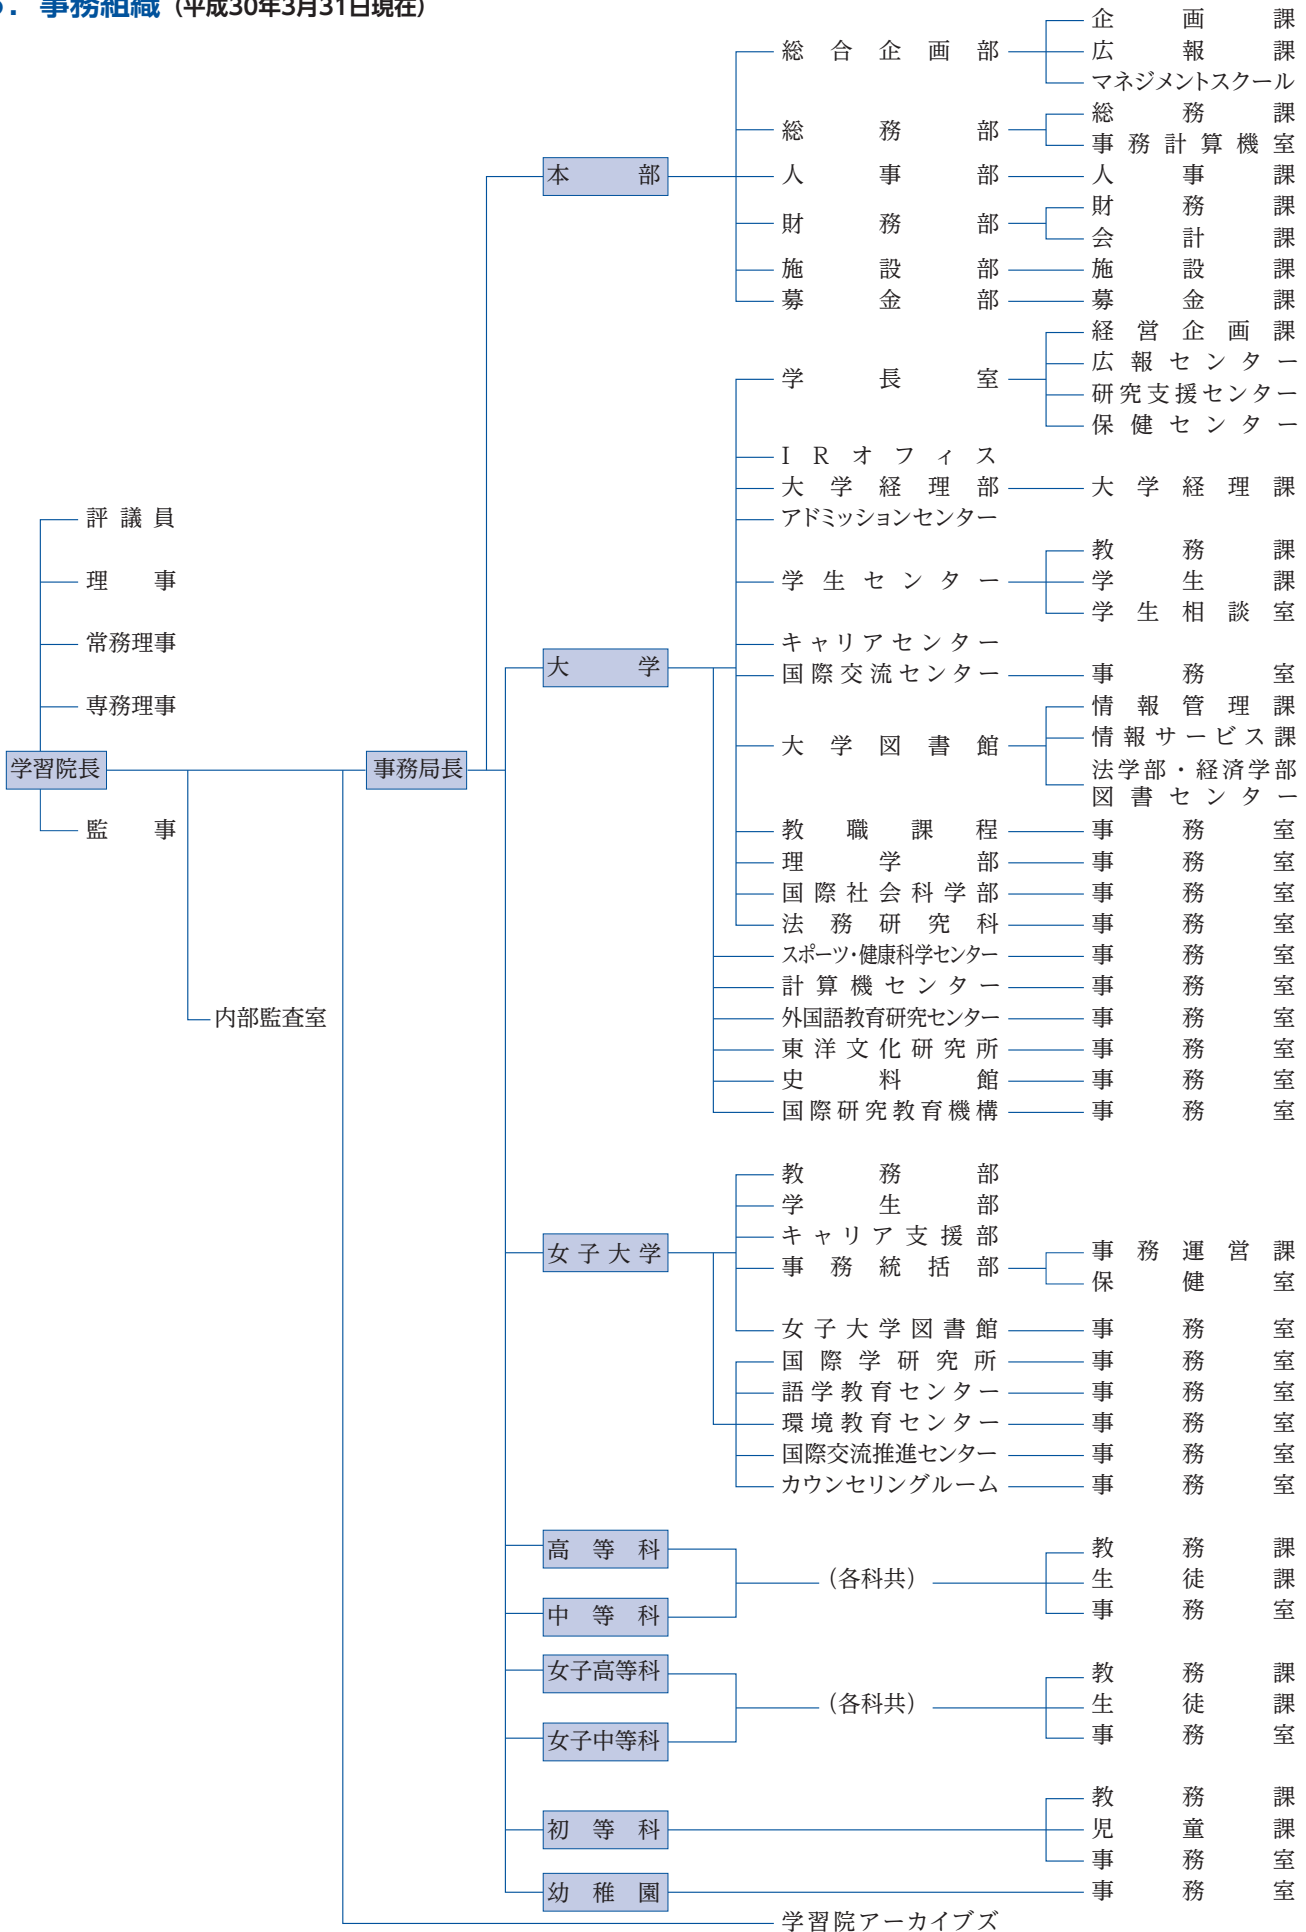 事務組織（平成30年3月31日現在）
企画課
総合企画部
広報課
マネジメントスクール
総務課
総務部
事務計算機室
本部
人事部
人事課
財務課
財務部
会計課
施設部
施設課
募金部
募金課
経営企画課
広報センター
学長室
研究支援センター
保健センター
IRオフィス
大学経理部
大学経理課
アドミッションセンター
教務課
学生センター
学生課
学生相談室
キャリアセンター
大学
国際交流センター
事務室
情報管理課
大学図書館
情報サービス課
法学部・経済学部
図書センター
教職課程
事務室
理学部
事務室
国際社会科学部
事務室
法務研究科
事務室
スポーツ・健康科学センター
事務室
計算機センター
事務室
外国語教育研究センター
事務室
東洋文化研究所
事務室
史料館
事務室
国際研究教育機構
事務室
評議員
理事
常務理事
専務理事
学習院長
事務局長
監事
内部監査室
教務部
学生部
キャリア支援部
女子大学
事務統括部
事務運営課
保健室
女子大学図書館
事務室
国際学研究所
事務室
語学教育センター
事務室
環境教育センター
事務室
国際交流推進センター
事務室
カウンセリングルーム
事務室
高等科
教務課
（各科共）
生徒課
中等科
事務室
女子高等科
教務課
（各科共）
生徒課
女子中等科
事務室
教務課
初等科
児童課
事務室
幼稚園
事務室
学習院アーカイブズ